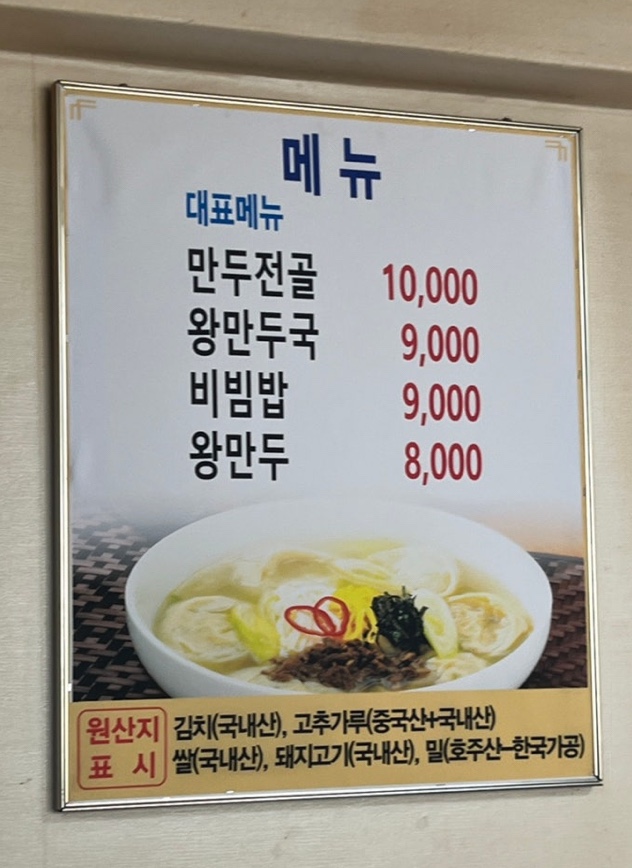 메뉴
대표메뉴
만두전골 10,000
왕만두국 9,000
비빔밥 9,000
왕만두 8,000
원산지
표 시
김치(국내산), 고추가루(중국산+국내산)
쌀(국내산), 돼지고기(국내산), 밀(호주산-한국가공)